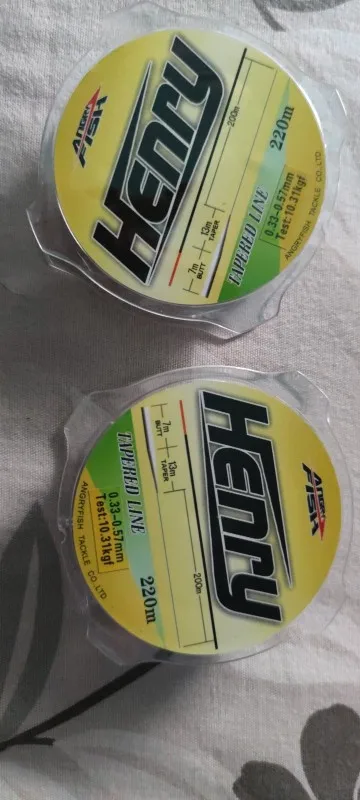 ANGRY
FISH
Henry
200m
13m
TAPER
7m
BUTT
220m
TAPERED LINE
0.33-0.57mm
Test:10.31kgf
ANGRYFISH TACKLE CO.,LTD
ANGRY
FISH
Henry
7m
BUTT
13m
TAPER
200m
TAPERED LINE
220m
0.33-0.57mm
Test:10.31kgf
ANGRYFISH TACKLE CO.,LTD